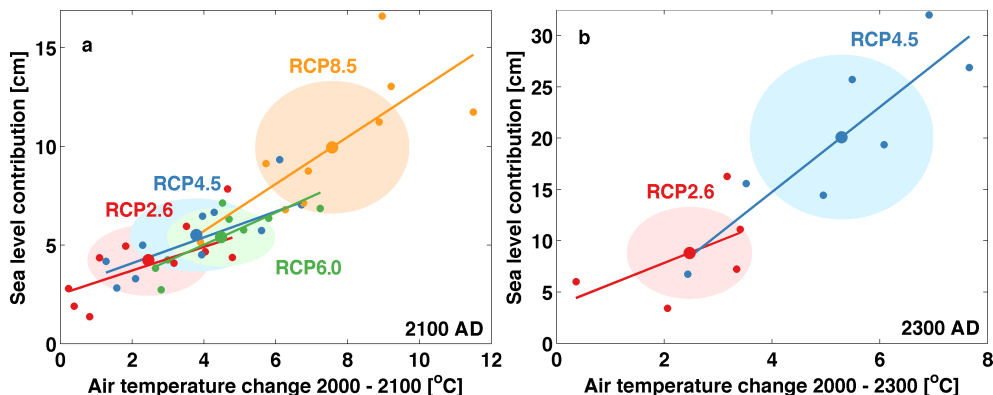 a
RCP8.5
RCP4.5
RCP2.6
RCP6.0
2100 AD
Sea level contribution [cm]
15
10
5
0
0 2 4 6 8 10 12
Air temperature change 2000 - 2100 [°C]
b
RCP4.5
RCP2.6
2300 AD
Sea level contribution [cm]
30
25
20
15
10
5
0
0 2 4 6 8
Air temperature change 2000 - 2300 [°C]